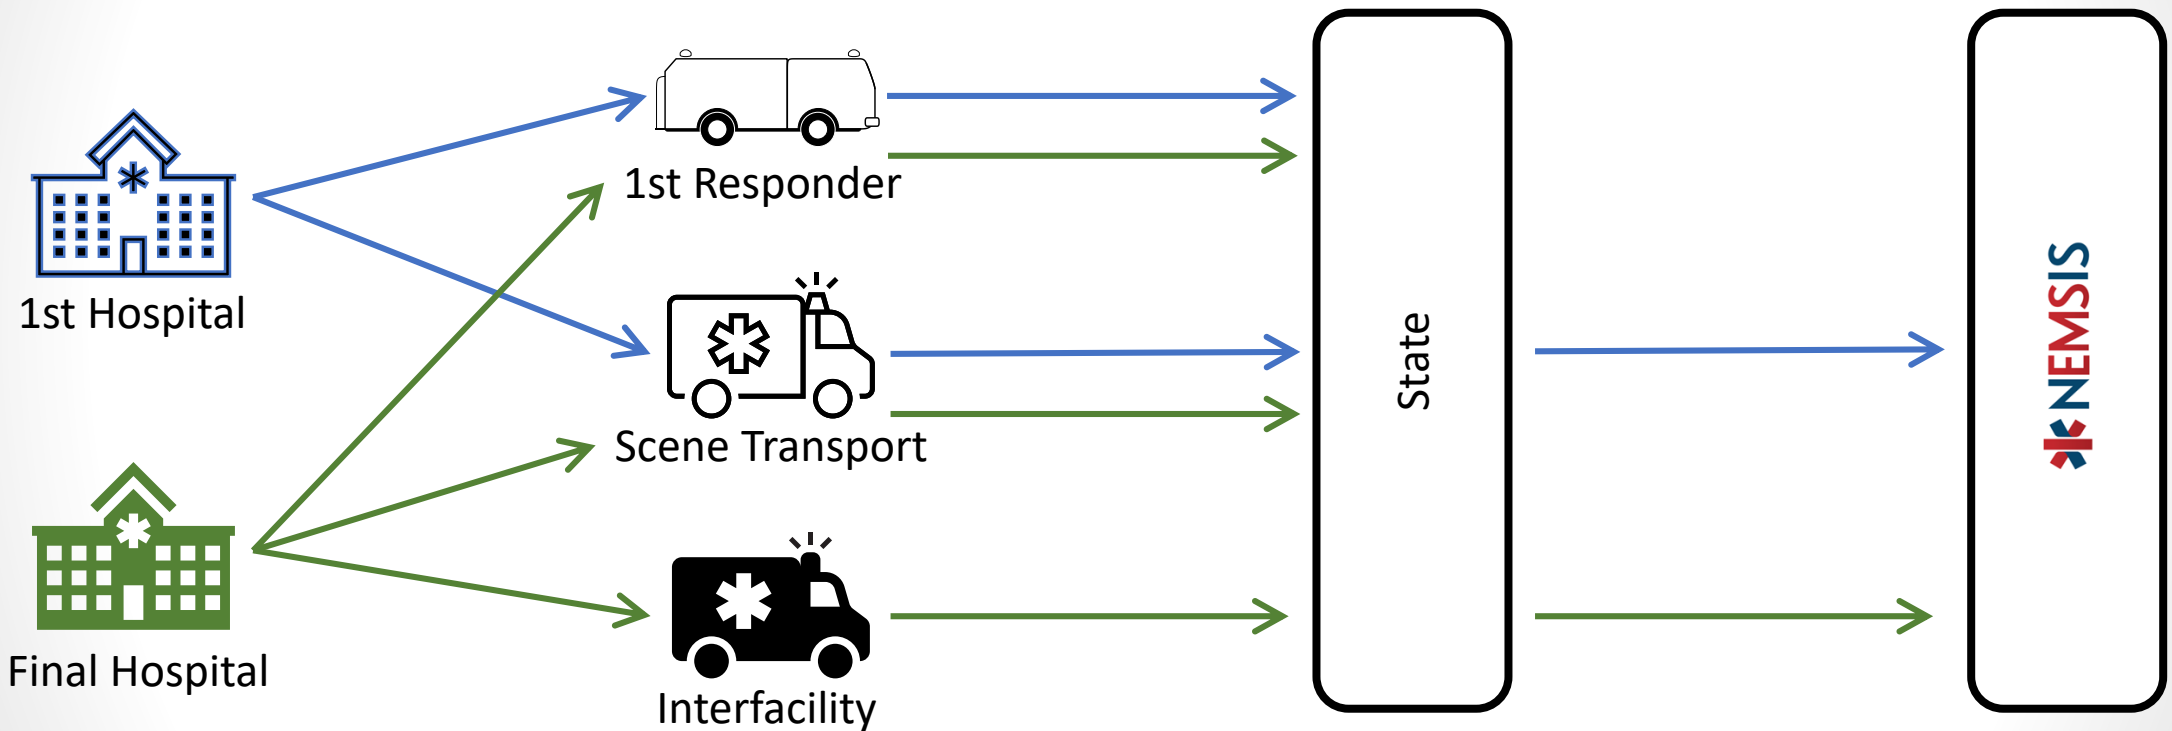 1st Hospital
Final Hospital
1st Responder
Scene Transport
Interfacility
State
NEMSIS